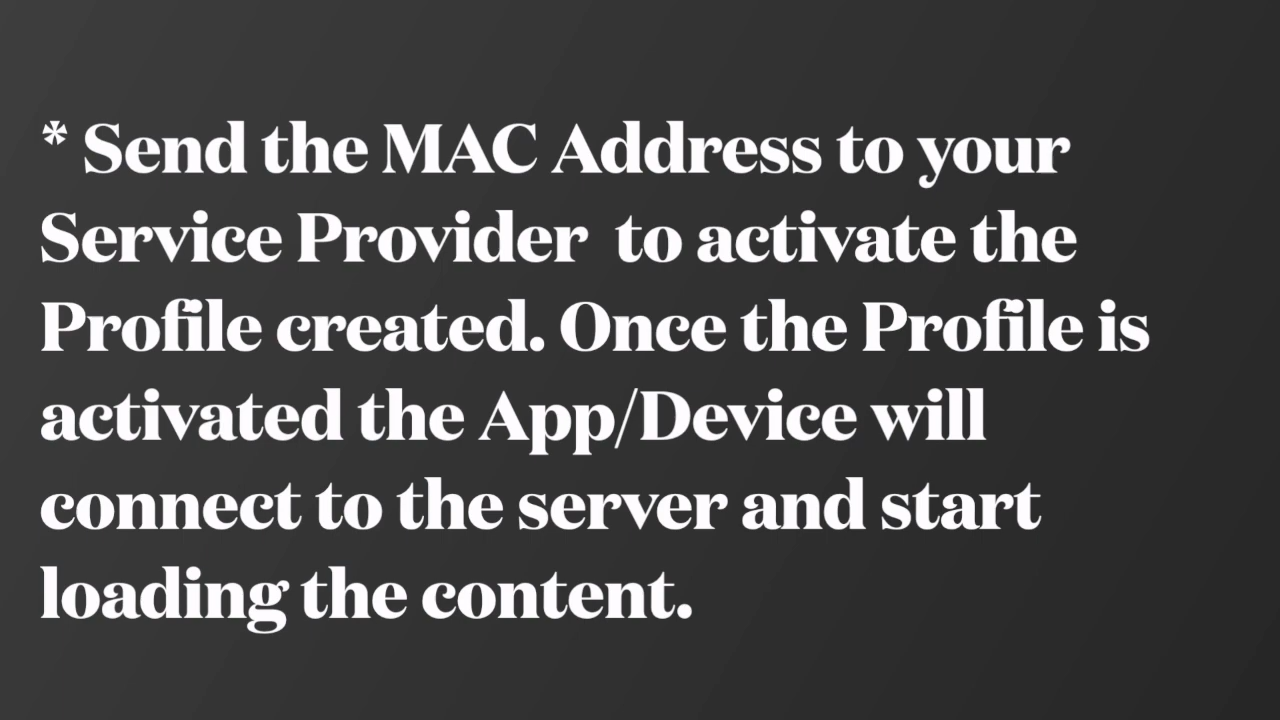 * Send the MAC Address to your
Service Provider  to activate the
Profile created. Once the Profile is
activated the App/Device will
connect to the server and start
loading the content.